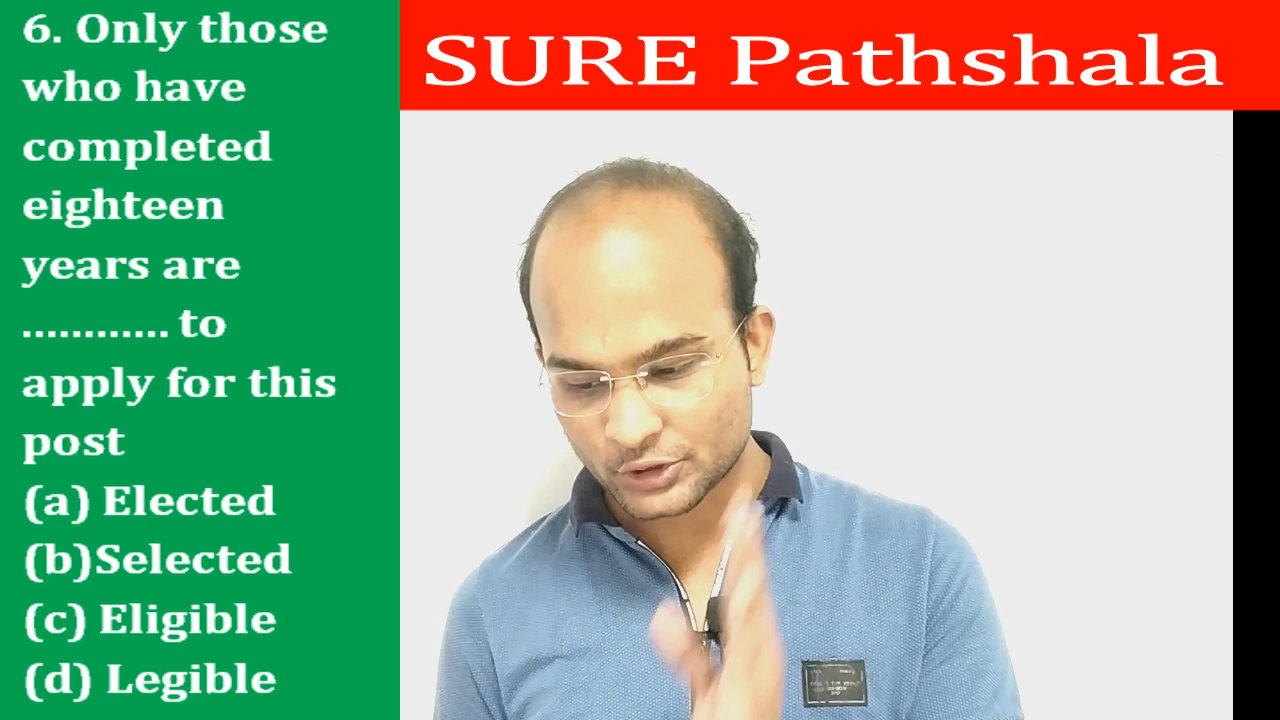 6. Only those
who have
completed
eighteen
years are
............ to
apply for this
post
(a) Elected
(b)Selected
(c) Eligible
(d) Legible
SURE Pathshala